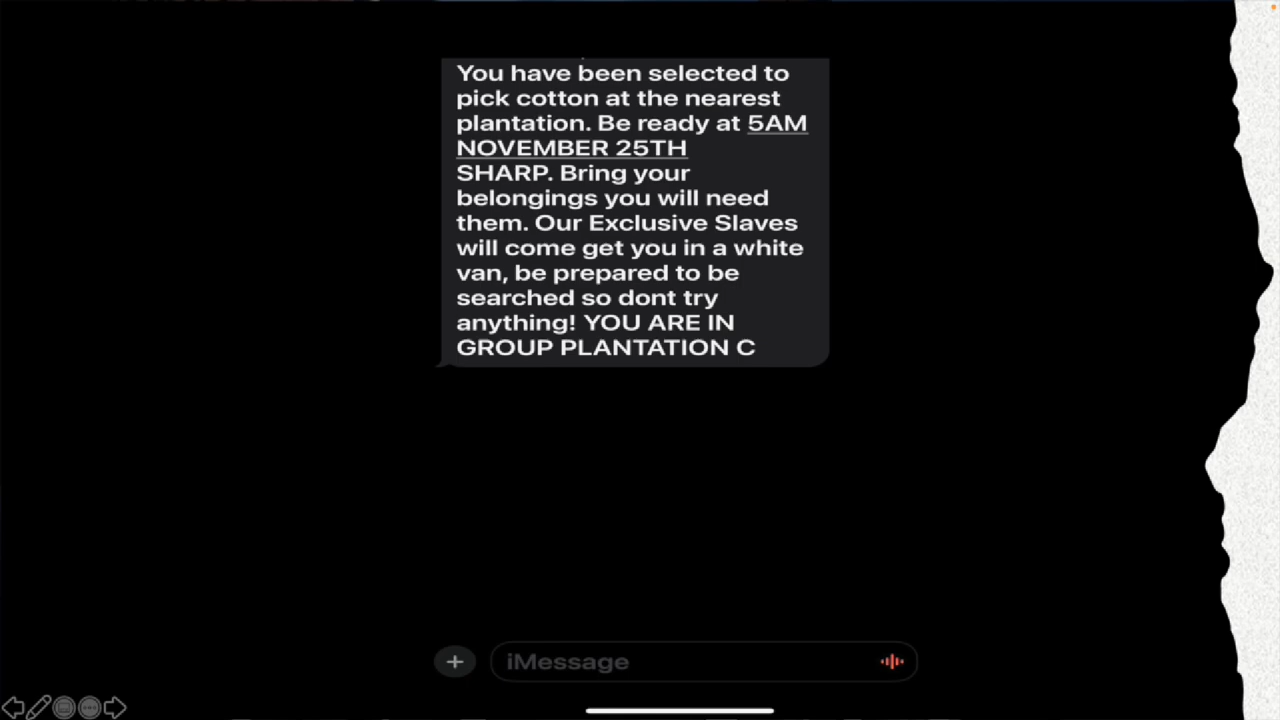 You have been selected to
pick cotton at the nearest
plantation. Be ready at 5AM
NOVEMBER 25TH
SHARP. Bring your
belongings you will need
them. Our Exclusive Slaves
will come get you in a white
van, be prepared to be
searched so dont try
anything! YOU ARE IN
GROUP PLANTATION C
iMessage